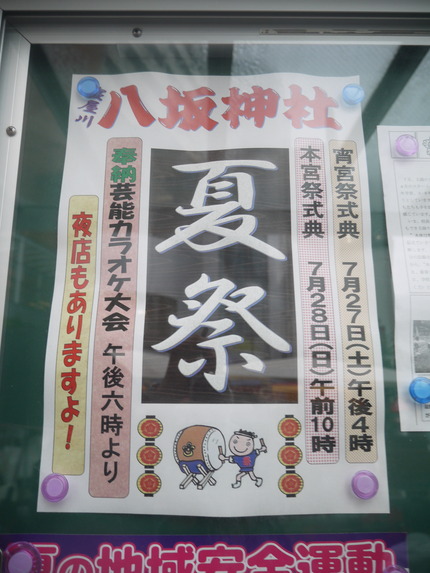 八坂神社
宵宮祭式典 7月27日(土)午後4時
本宮祭式典 7月28日(日)午前10時
夏祭
奉納芸能カラオケ大会 午後六時より
夜店もありますよ!
夏の地域安全運動